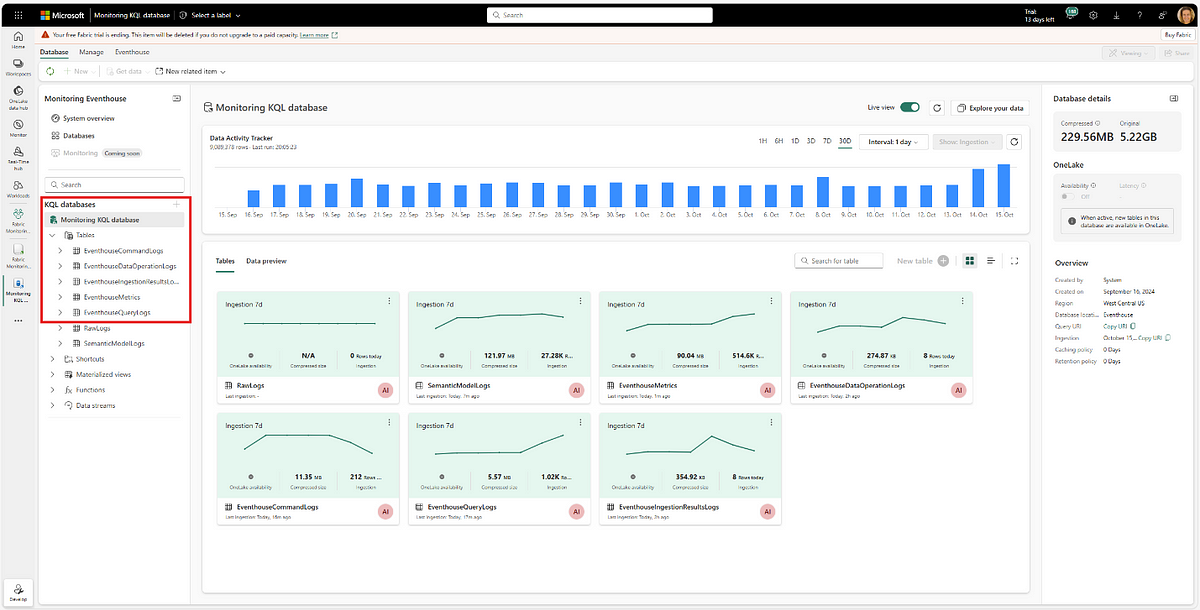 Microsoft
Monitoring KQL database
Select a label
Search
Trial:
13 days left
Your free Fabric trial is ending. This item will be deleted if you do not upgrade to a paid capacity. Learn more
Buy Fabric
Home
Workspaces
OneLake
data hub
Monitor
Real-Time
hub
Workloads
Fabric
Monitorin...
Fabric
Monitorin...
Monitoring
KQL ...
Develop
Database
Manage
Eventhouse
Viewing
Share
New
Get data
New related item
Monitoring Eventhouse
System overview
Databases
Monitoring
Coming soon
Search
KQL databases
Monitoring KQL database
Tables
EventhouseCommandLogs
EventhouseDataOperationLogs
EventhouseIngestionResultsLo...
EventhouseMetrics
EventhouseQueryLogs
RawLogs
SemanticModelLogs
Shortcuts
Materialized views
Functions
Data streams
Monitoring KQL database
Live view
Explore your data
Data Activity Tracker
Last run: 20:05:23
1H 6H 1D 3D 7D 30D
Interval: 1 day
Show: Ingestion
15. Sep 16. Sep 17. Sep 18. Sep 19. Sep 20. Sep 21. Sep 22. Sep 23. Sep 24. Sep 25. Sep 26. Sep 27. Sep 28. Sep 29. Sep 30. Sep 1. Oct 2. Oct 3. Oct 4. Oct 5. Oct 6. Oct 7. Oct 8. Oct 9. Oct 10. Oct 11. Oct 12. Oct 13. Oct 14. Oct 15. Oct
Tables
Data preview
Search for table
New table
Ingestion 7d
N/A
0 Rows today
OneLake availability
Compressed size
Ingestion
RawLogs
Last ingestion: -
AI
Ingestion 7d
121.97 MB
27.28K R...
OneLake availability
Compressed size
Ingestion
SemanticModelLogs
Last ingestion: Today, 7m ago
AI
Ingestion 7d
90.04 MB
514.6K R...
OneLake availability
Compressed size
Ingestion
EventhouseMetrics
Last ingestion: Today, 1m ago
AI
Ingestion 7d
274.87 KB
8 Rows today
OneLake availability
Compressed size
Ingestion
EventhouseDataOperationLogs
Last ingestion: Today, 2h ago
AI
Ingestion 7d
11.35 MB
212 Rows ...
OneLake availability
Compressed size
Ingestion
EventhouseCommandLogs
Last ingestion: Today, 18m ago
AI
Ingestion 7d
5.57 MB
1.02K Ro...
OneLake availability
Compressed size
Ingestion
EventhouseQueryLogs
Last ingestion: Today, 17m ago
AI
Ingestion 7d
354.92 KB
8 Rows today
OneLake availability
Compressed size
Ingestion
EventhouseIngestionResultsLogs
Last ingestion: Today, 2h ago
AI
Database details
Compressed
Original
229.56MB 5.22GB
OneLake
Availability
Latency
Off
When active, new tables in this
database are available in OneLake.
Overview
Created by System
Created on September 16, 2024
Region West Central US
Database locati... Eventhouse
Query URI Copy URI
Ingestion October 15,... Copy URI
Caching policy 0 Days
Retention policy 0 Days